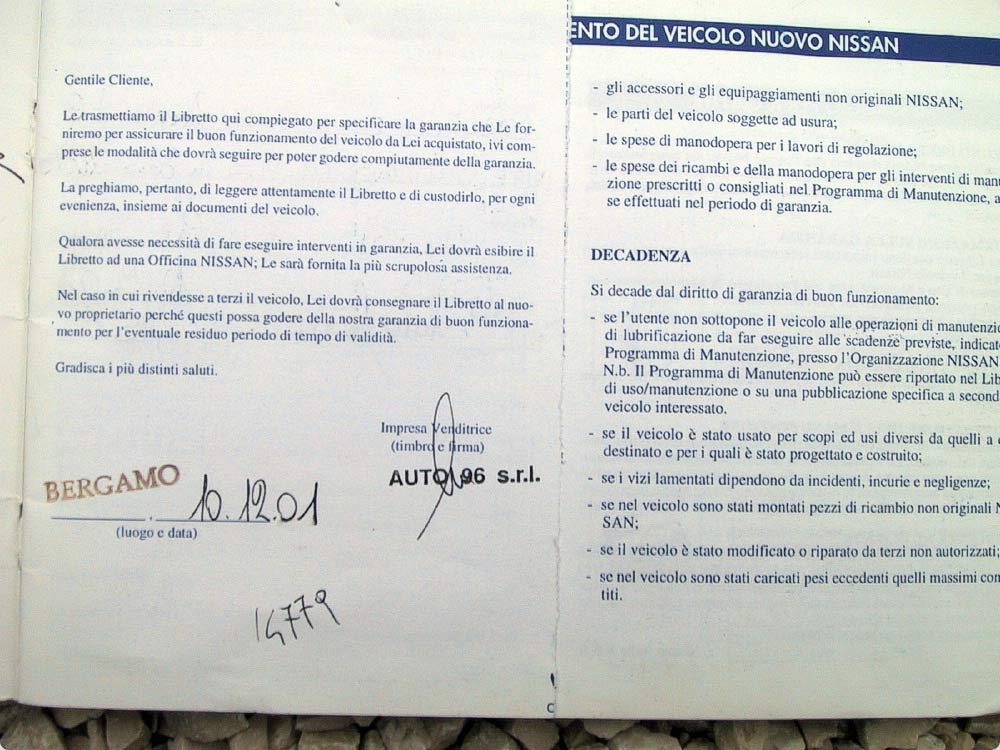 Gentile Cliente,
Le trasmettiamo il Libretto qui compiegato per specificare la garanzia che Le for-
niremo per assicurare il buon funzionamento del veicolo da Lei acquistato, ivi com-
prese le modalità che dovrà seguire per poter godere compiutamente della garanzia.
La preghiamo, pertanto, di leggere attentamente il Libretto e di custodirlo, per ogni
evenienza, insieme ai documenti del veicolo.
Qualora avesse necessità di fare eseguire interventi in garanzia, Lei dovrà esibire il
Libretto ad una Officina NISSAN; Le sarà fornita la più scrupolosa assistenza.
Nel caso in cui rivendesse a terzi il veicolo, Lei dovrà consegnare il Libretto al nuo-
vo proprietario perché questi possa godere della nostra garanzia di buon funziona-
mento per l'eventuale residuo periodo di tempo di validità.
Gradisca i più distinti saluti.
Impresa Venditrice
(timbro e firma)
AUTO 96 s.r.l.
BERGAMO, 10.12.01
(luogo e data)
14779
ENTO DEL VEICOLO NUOVO NISSAN
- gli accessori e gli equipaggiamenti non originali NISSAN;
- le parti del veicolo soggette ad usura;
- le spese di manodopera per i lavori di regolazione;
- le spese dei ricambi e della manodopera per gli interventi di manu
zione prescritti o consigliati nel Programma di Manutenzione, a
se effettuati nel periodo di garanzia.
DECADENZA
Si decade dal diritto di garanzia di buon funzionamento:
- se l'utente non sottopone il veicolo alle operazioni di manutenzio
di lubrificazione da far eseguire alle scadenze previste, indicat
Programma di Manutenzione, presso l'Organizzazione NISSAN
N.b. Il Programma di Manutenzione può essere riportato nel Lib
di uso/manutenzione o su una pubblicazione specifica a second
veicolo interessato.
- se il veicolo è stato usato per scopi ed usi diversi da quelli a c
destinato e per i quali è stato progettato e costruito;
- se i vizi lamentati dipendono da incidenti, incurie e negligenze;
- se nel veicolo sono stati montati pezzi di ricambio non originali N
SAN;
- se il veicolo è stato modificato o riparato da terzi non autorizzati;
- se nel veicolo sono stati caricati pesi eccedenti quelli massimi con
titi.